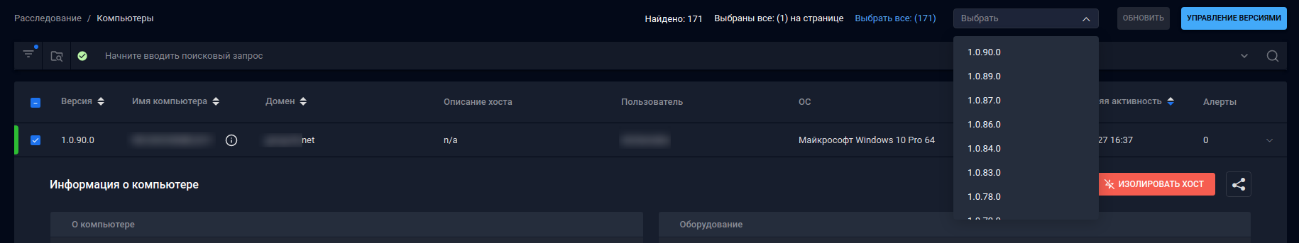 Расследование / Компьютеры
Найдено: 171 Выбраны все: (1) на странице Выбрать все: (171) Выбрать ОБНОВИТЬ УПРАВЛЕНИЕ ВЕРСИЯМИ
Начните вводить поисковый запрос
1.0.90.0
1.0.89.0
1.0.87.0
1.0.86.0
1.0.84.0
1.0.83.0
1.0.78.0
Версия Имя компьютера Домен Описание хоста Пользователь ОС активность Алерты
1.0.90.0 net n/a Майкрософт Windows 10 Pro 64 27 16:37 0
Информация о компьютере ИЗОЛИРОВАТЬ ХОСТ
О компьютере Оборудование